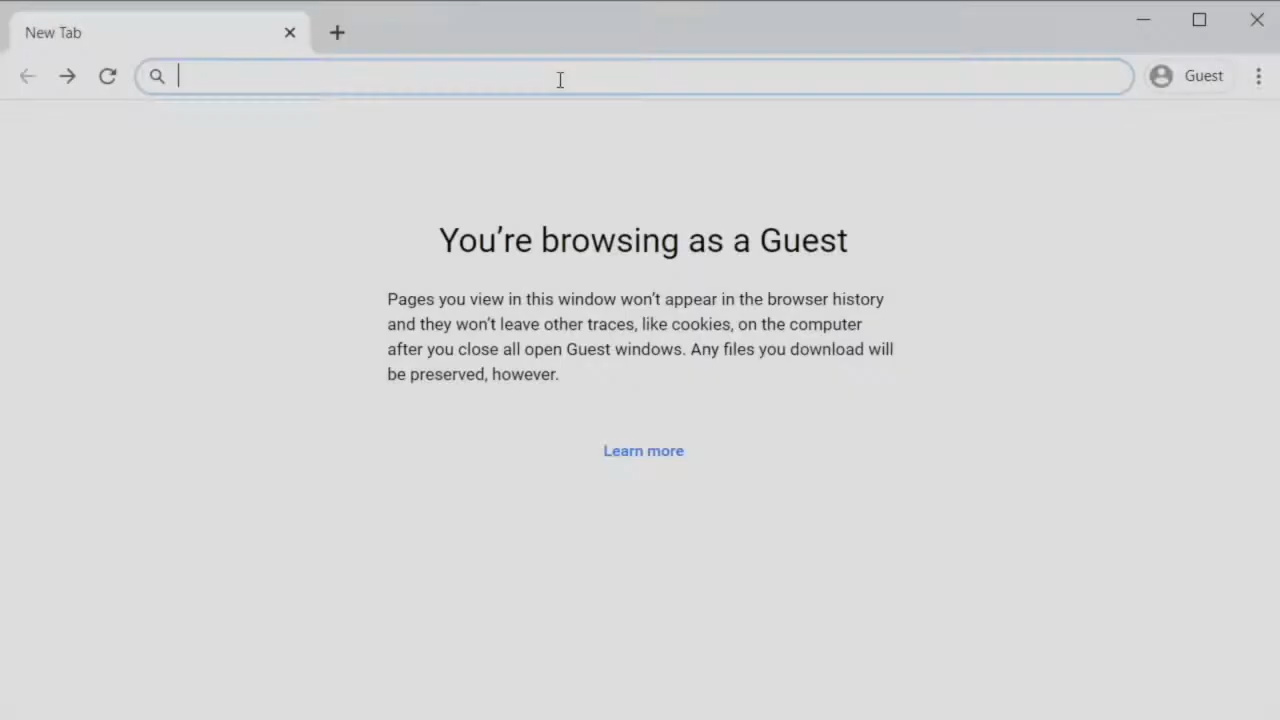 New Tab
Guest
You’re browsing as a Guest
Pages you view in this window won’t appear in the browser history
and they won’t leave other traces, like cookies, on the computer
after you close all open Guest windows. Any files you download will
be preserved, however.
Learn more